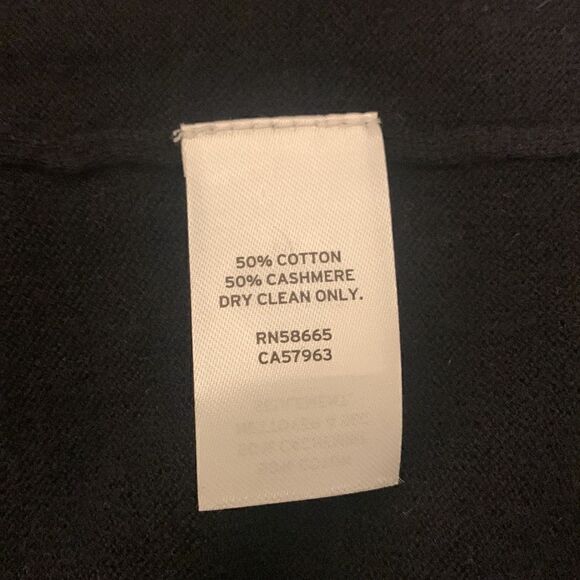 50% COTTON
50% CASHMERE
DRY CLEAN ONLY.
RN58665
CA57963